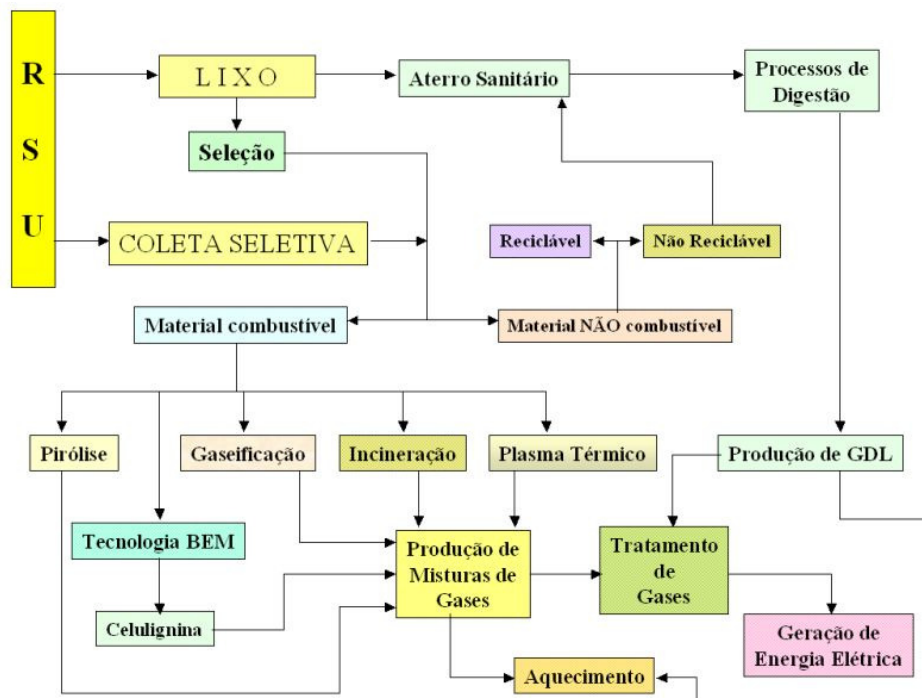 R
S
U
LIXO
Aterro Sanitário
Processos de
Digestão
Seleção
COLETA SELETIVA
Reciclável
Não Reciclável
Material combustível
Material NÃO combustível
Pirólise
Gaseificação
Incineração
Plasma Térmico
Produção de GDL
Tecnologia BEM
Produção de
Misturas de
Gases
Tratamento
de
Gases
Celulignina
Geração de
Energia Elétrica
Aquecimento